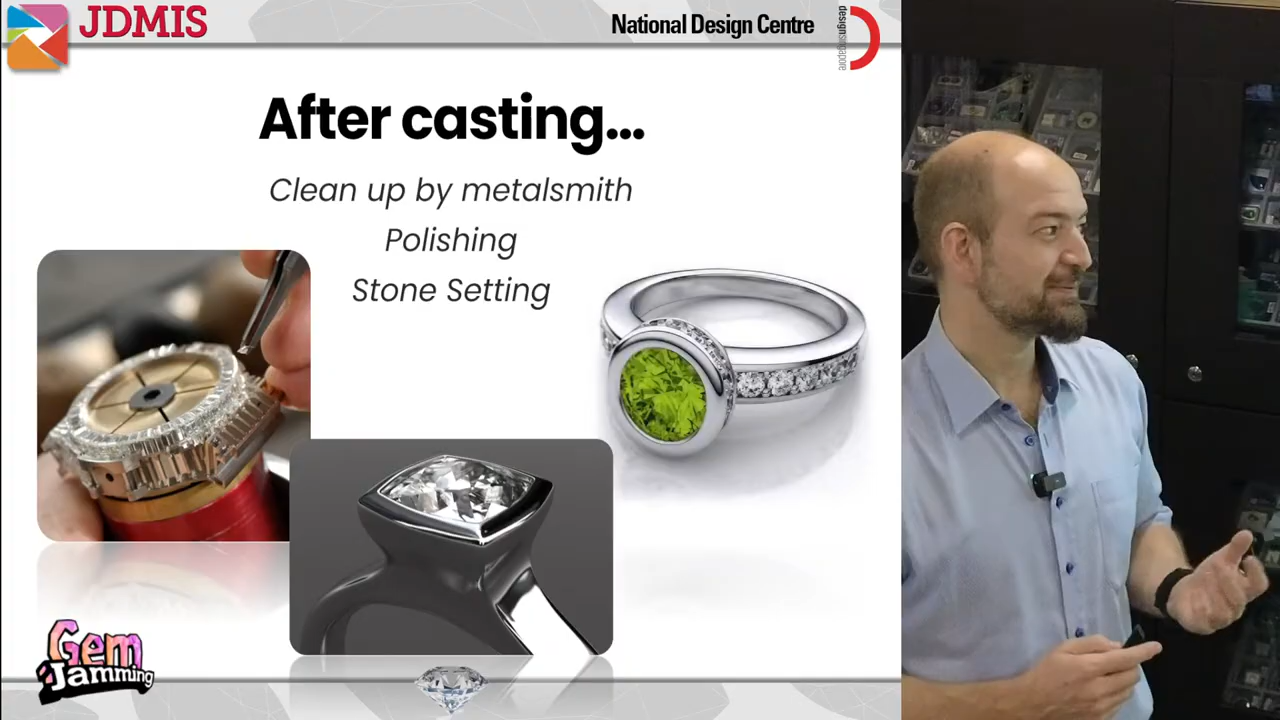 JDMIS
National Design Centre
designsingapore
After casting...
Clean up by metalsmith
Polishing
Stone Setting
Gem
Jamming